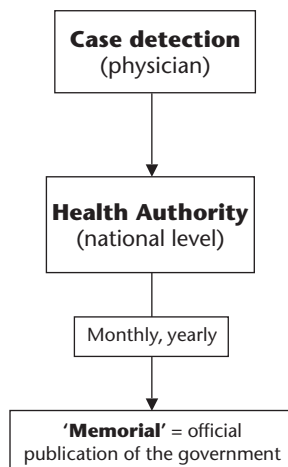 Case detection
(physician)
Health Authority
(national level)
Monthly, yearly
‘Memorial’ = official
publication of the government